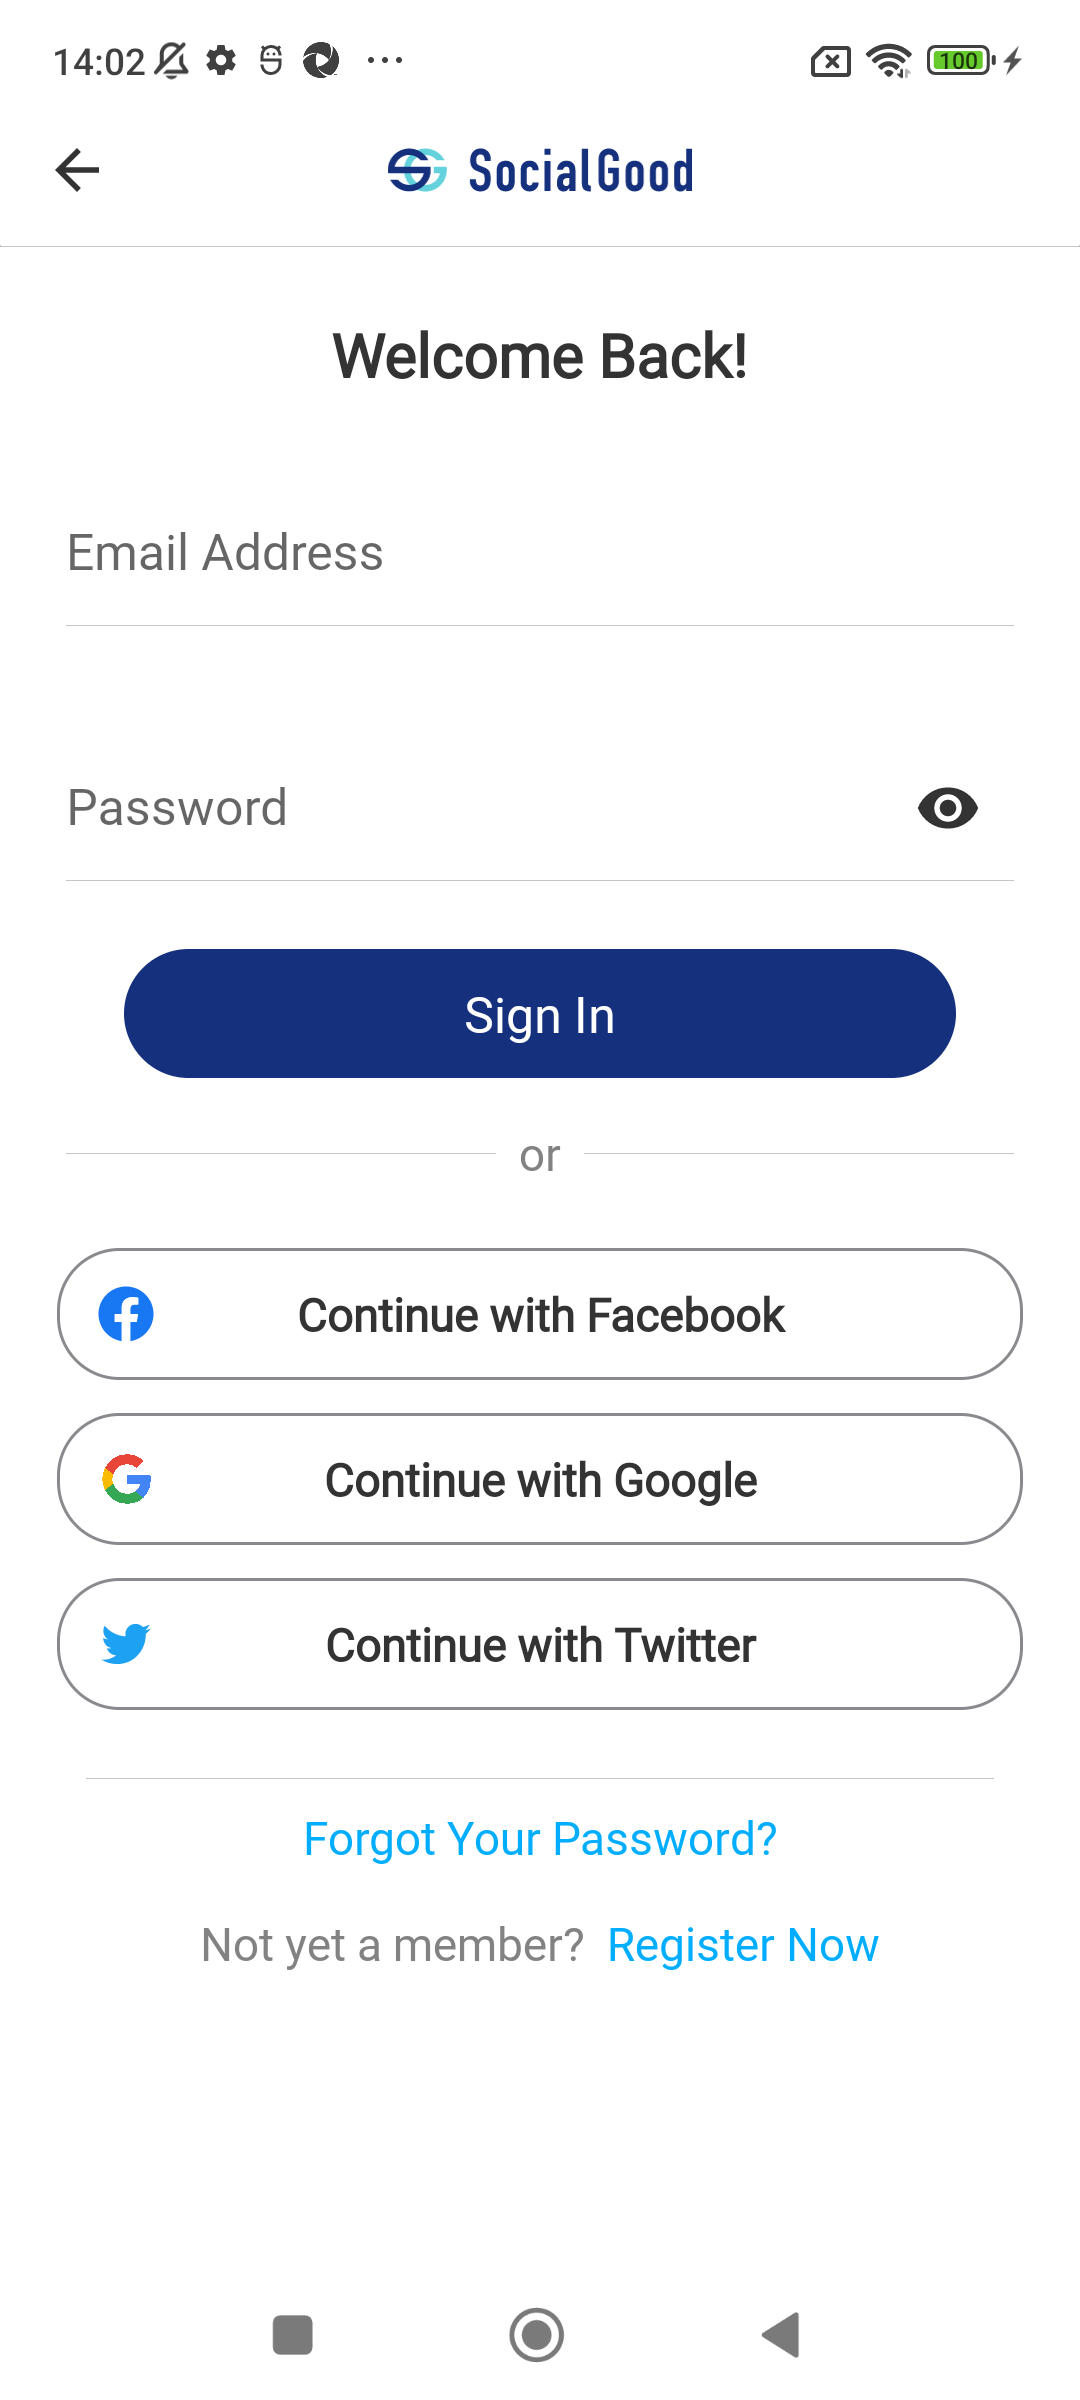 14:02
100
SocialGood
Welcome Back!
Email Address
Password
Sign In
or
Continue with Facebook
Continue with Google
Continue with Twitter
Forgot Your Password?
Not yet a member? Register Now